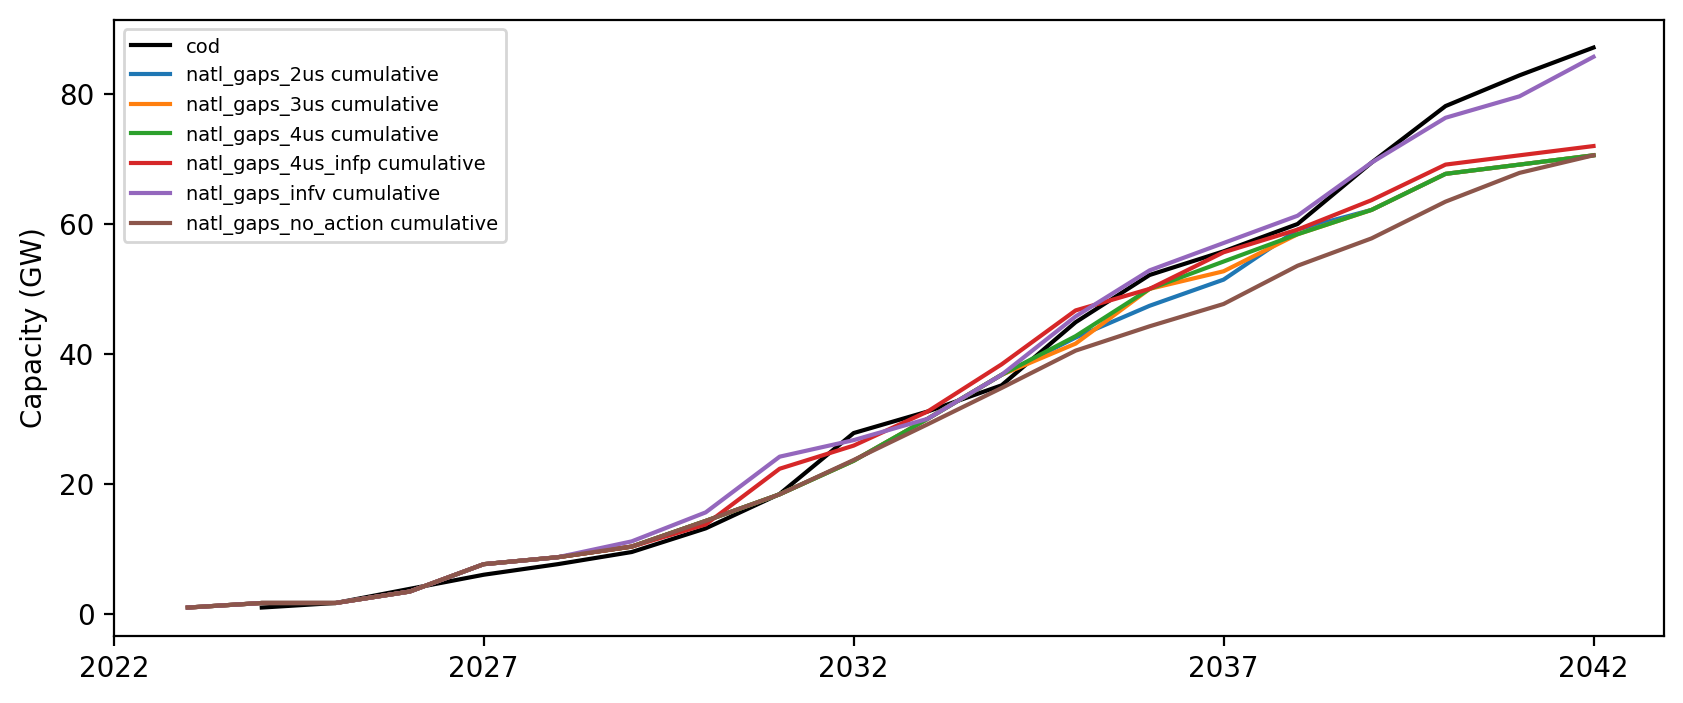 cod
natl_gaps_2us cumulative
natl_gaps_3us cumulative
natl_gaps_4us cumulative
natl_gaps_4us_infp cumulative
natl_gaps_infv cumulative
natl_gaps_no_action cumulative
Capacity (GW)
80
60
40
20
0
2022 2027 2032 2037 2042